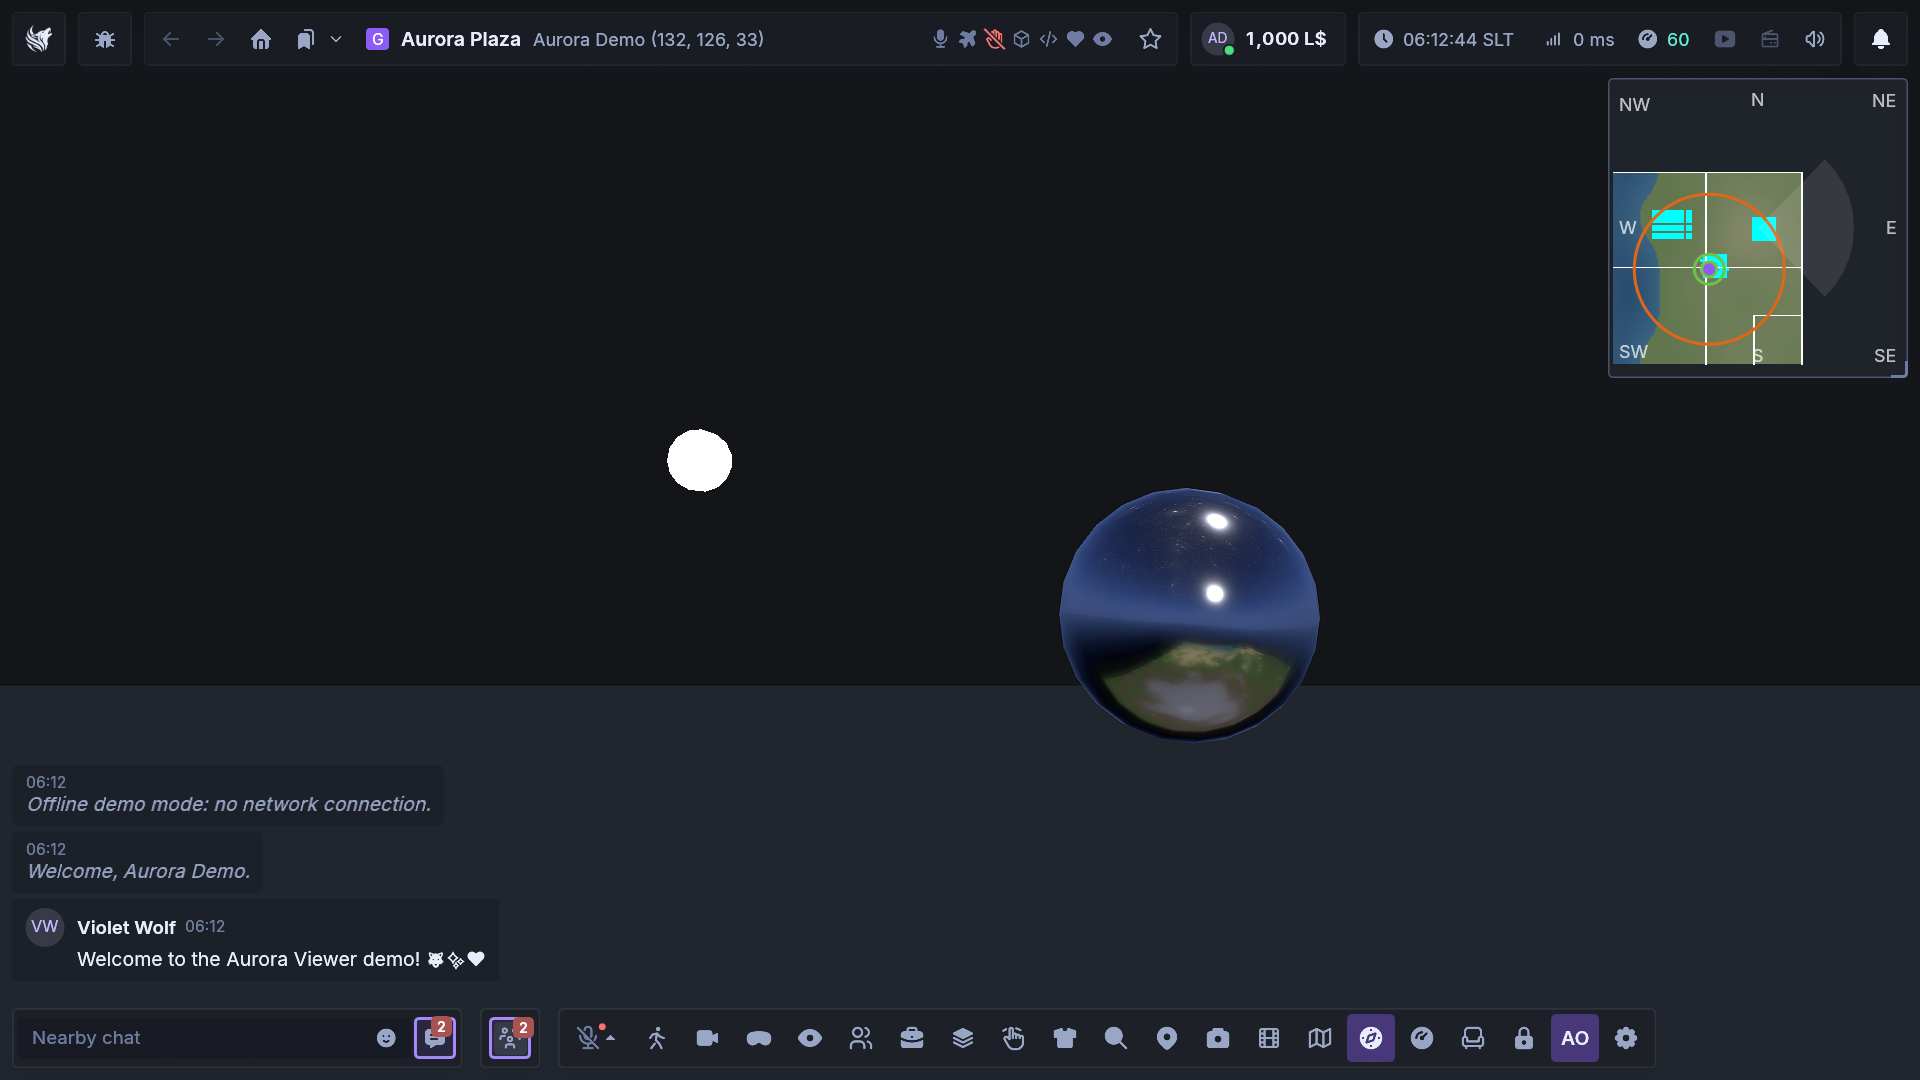 G Aurora Plaza Aurora Demo (132, 126, 33)
AD 1,000 L$
06:12:44 SLT 0 ms 60
NW N NE
W E
SW S SE
06:12
Offline demo mode: no network connection.
06:12
Welcome, Aurora Demo.
VW Violet Wolf 06:12
Welcome to the Aurora Viewer demo!
Nearby chat 2 2 AO